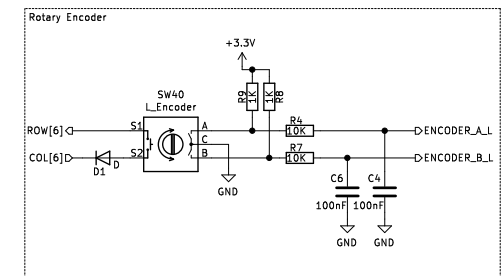 Rotary Encoder
+3.3V
SW40
L_Encoder
R9
1K
1K
R8
ROW[6]
S1
A
R4
10K
ENCODER_A_L
C
COL[6]
D1
D
S2
B
R7
10K
ENCODER_B_L
GND
C6
C4
100nF
100nF
GND
GND